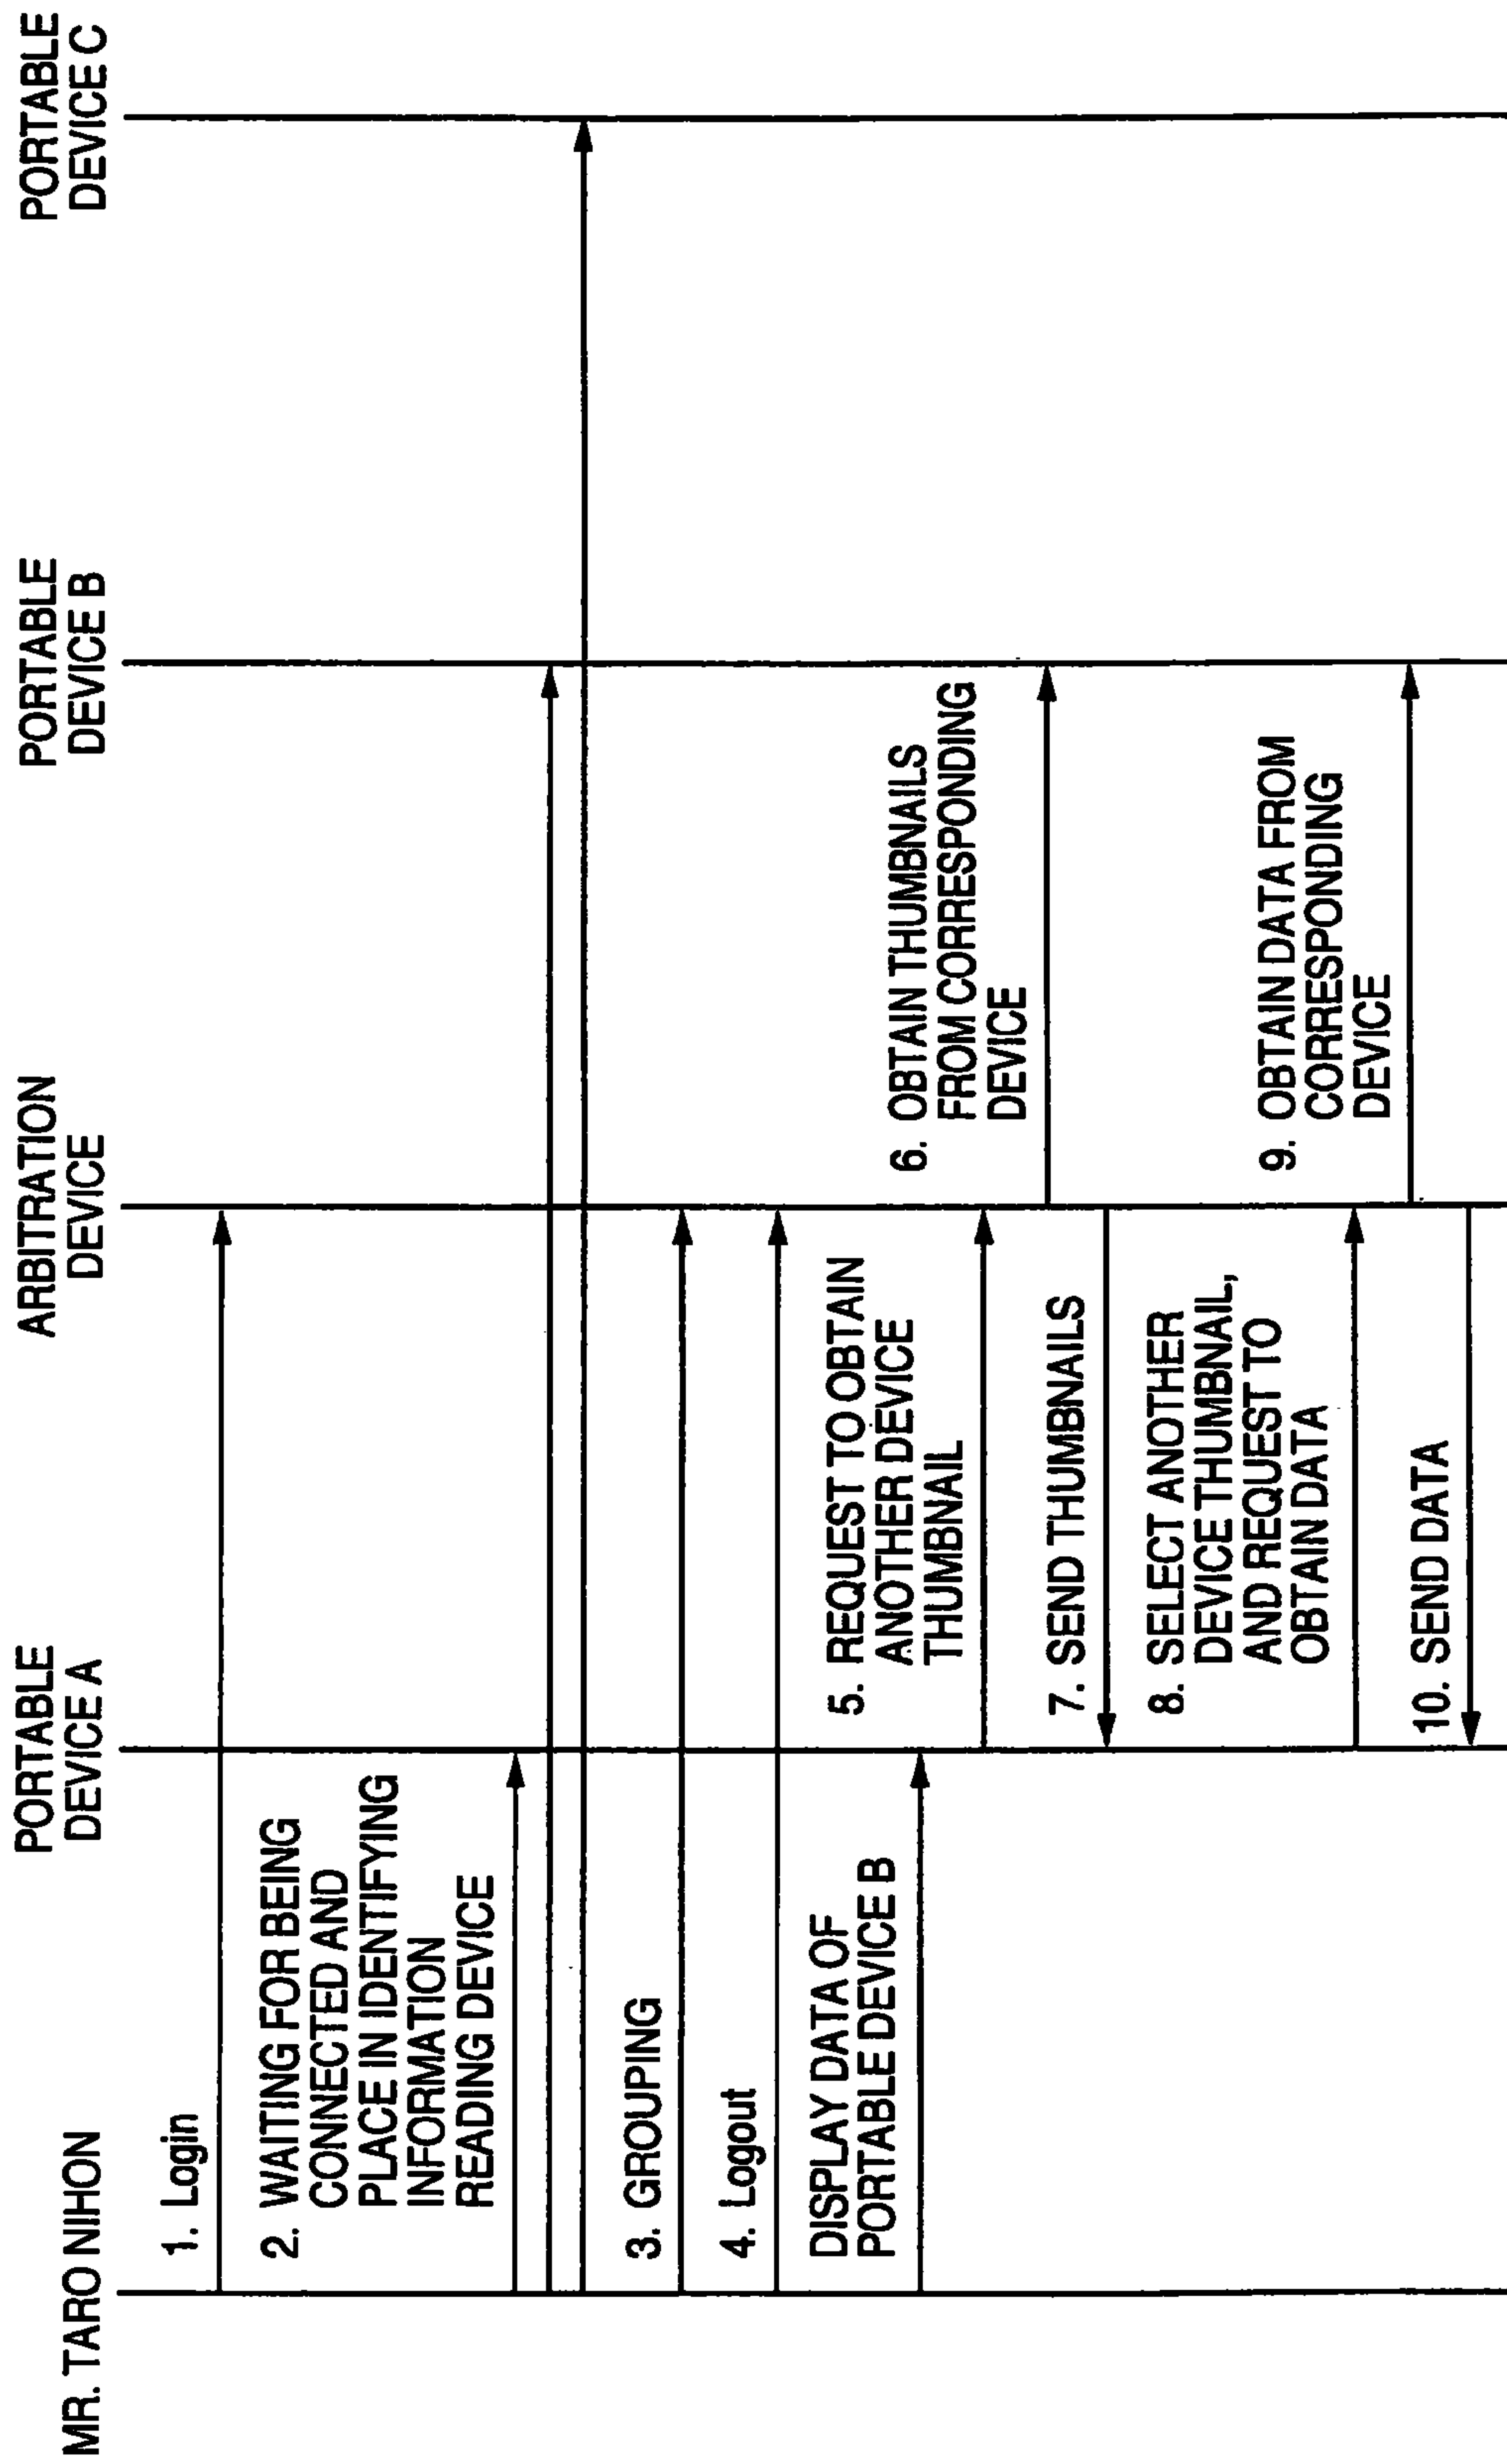 MR. TARO NIHON
PORTABLE
DEVICE A
ARBITRATION
DEVICE
PORTABLE
DEVICE B
PORTABLE
DEVICE C
1. Login
2. WAITING FOR BEING
CONNECTED AND
PLACE IN IDENTIFYING
INFORMATION
READING DEVICE
3. GROUPING
4. Logout
DISPLAY DATA OF
PORTABLE DEVICE B
5. REQUEST TO OBTAIN
ANOTHER DEVICE
THUMBNAIL
6. OBTAIN THUMBNAILS
FROM CORRESPONDING
DEVICE
7. SEND THUMBNAILS
8. SELECT ANOTHER
DEVICE THUMBNAIL,
AND REQUEST TO
OBTAIN DATA
9. OBTAIN DATA FROM
CORRESPONDING
DEVICE
10. SEND DATA